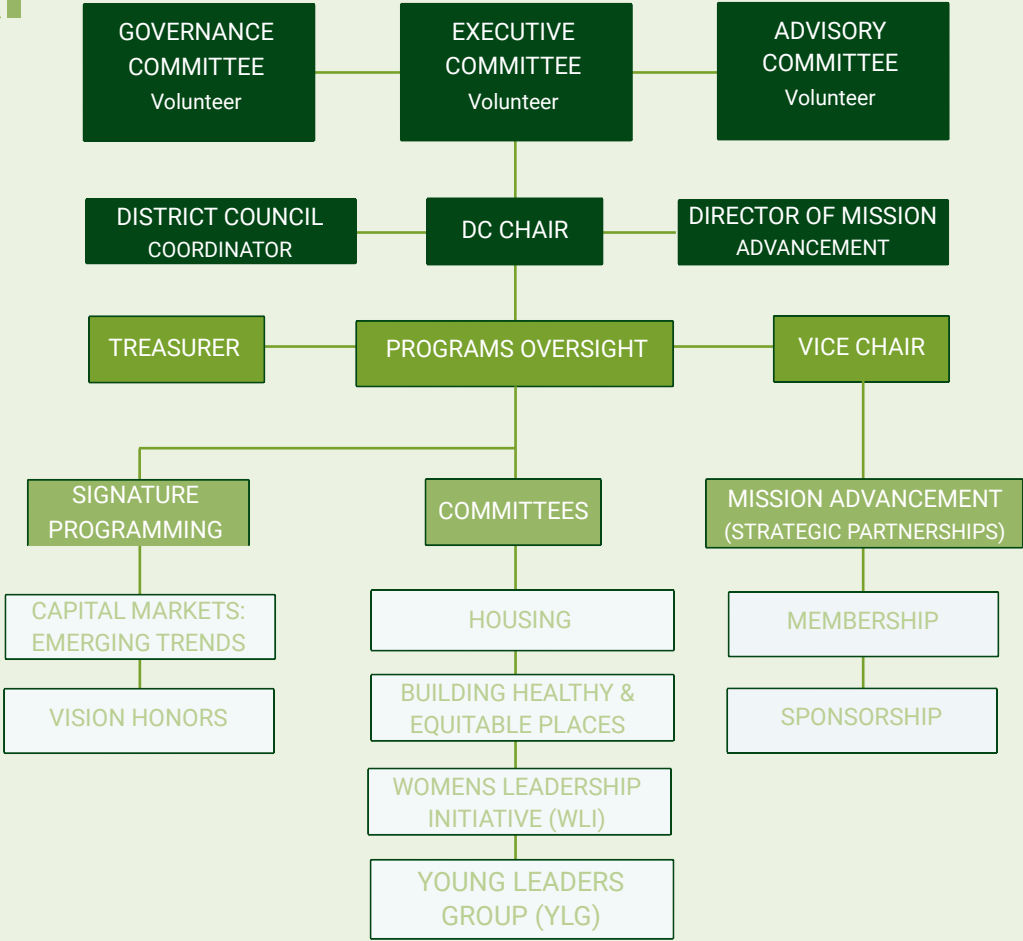 GOVERNANCE
COMMITTEE
Volunteer
EXECUTIVE
COMMITTEE
Volunteer
ADVISORY
COMMITTEE
Volunteer
DISTRICT COUNCIL
COORDINATOR
DC CHAIR
DIRECTOR OF MISSION
ADVANCEMENT
TREASURER
PROGRAMS OVERSIGHT
VICE CHAIR
SIGNATURE
PROGRAMMING
COMMITTEES
MISSION ADVANCEMENT
(STRATEGIC PARTNERSHIPS)
CAPITAL MARKETS:
EMERGING TRENDS
VISION HONORS
HOUSING
BUILDING HEALTHY &
EQUITABLE PLACES
WOMENS LEADERSHIP
INITIATIVE (WLI)
YOUNG LEADERS
GROUP (YLG)
MEMBERSHIP
SPONSORSHIP